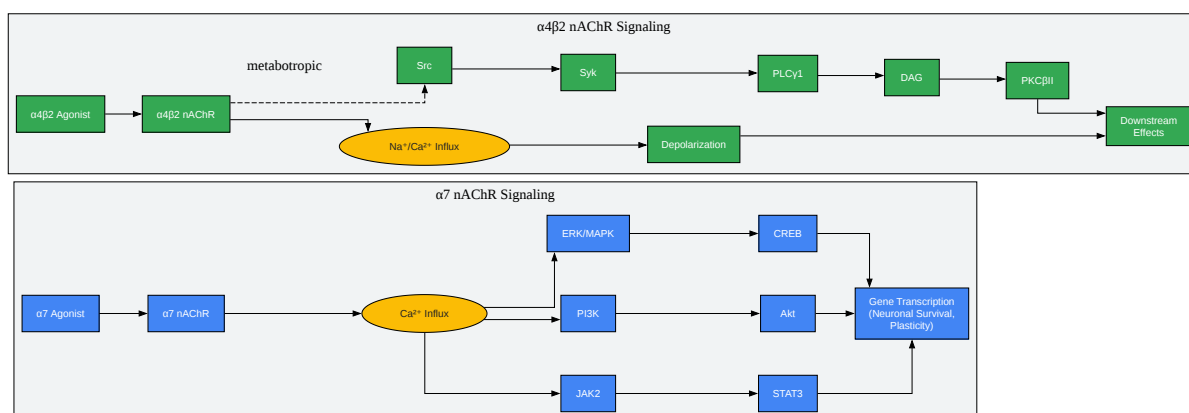 α4β2 nAChR Signaling
metabotropic
Src
Syk
PLCγ1
DAG
PKCβII
α4β2 Agonist
α4β2 nAChR
Na⁺/Ca²⁺ Influx
Depolarization
Downstream
Effects
α7 nAChR Signaling
ERK/MAPK
CREB
α7 Agonist
α7 nAChR
Ca²⁺ Influx
PI3K
Akt
Gene Transcription
(Neuronal Survival,
Plasticity)
JAK2
STAT3